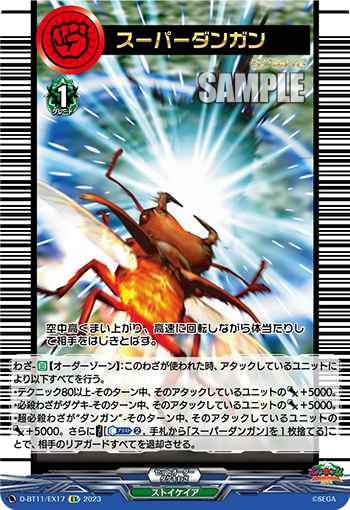 スーパーダンガン
SAMPLE
1
グレード
空中高くまい上がり、高速に回転しながら体当たりし
て相手をはじきとばす。
わざ-【オーダーゾーン】:このわざが使われた時、アタックしているユニットに
より以下すべてを行う。
・テクニック80以上-そのターン中、そのアタックしているユニットの+5000。
・必殺わざがダゲキ-そのターン中、そのアタックしているユニットの+5000。
・超必殺わざが“ダンガン”-そのターン中、そのアタックしているユニットの
+5000。さらに【2,手札から「スーパーダンガン」を1枚捨てる】こ
とで、相手のリアガードすべてを退却させる。
D-BT11/EX17 2023
ストイケイア
©SEGA